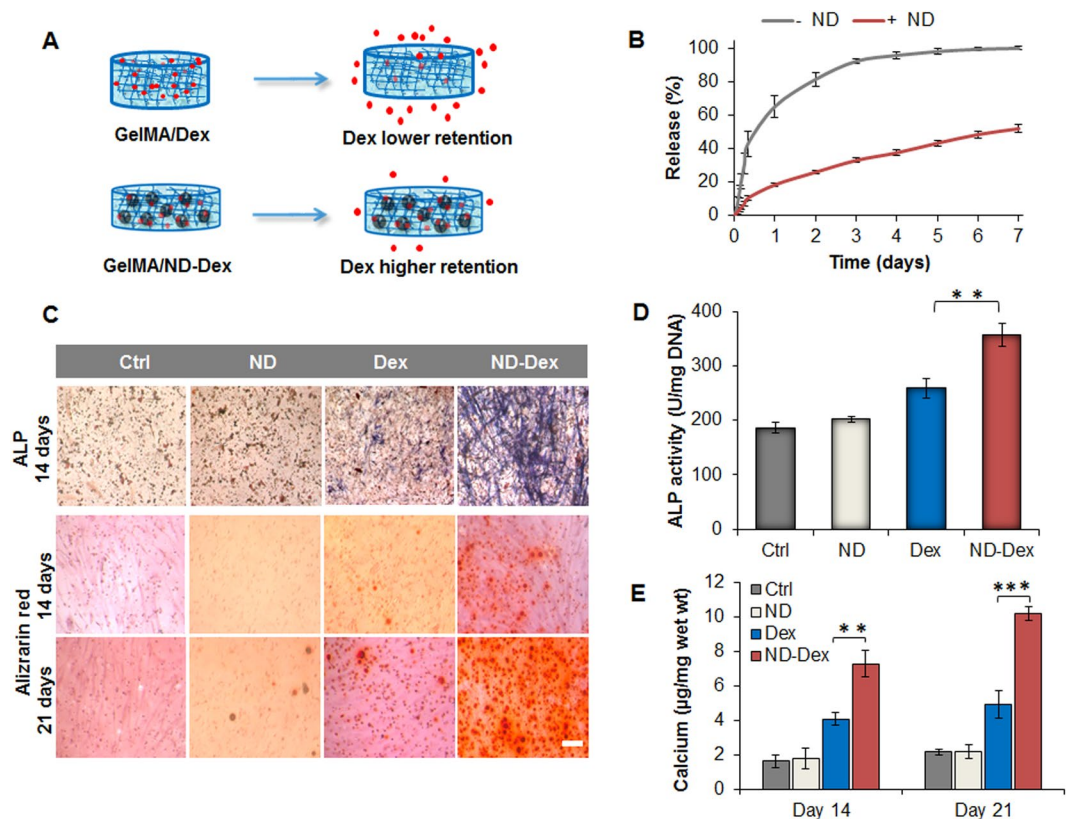 A
GelMA/Dex
Dex lower retention
GelMA/ND-Dex
Dex higher retention
B
- ND
+ ND
Release (%)
100
80
60
40
20
0
0 1 2 3 4 5 6 7
Time (days)
C
Ctrl ND Dex ND-Dex
ALP
14 days
Alizrarin red
14 days
21 days
D
* *
ALP activity (U/mg DNA)
400
300
200
100
0
Ctrl ND Dex ND-Dex
E
Ctrl
ND
Dex
ND-Dex
* *
***
Calcium (µg/mg wet wt)
12
10
8
6
4
2
0
Day 14 Day 21